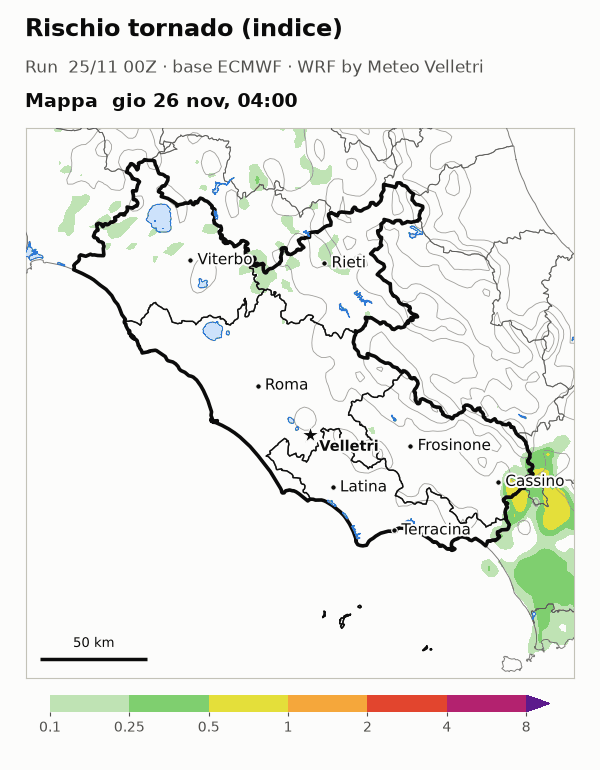 Rischio tornado (indice)
Run  25/11 00Z · base ECMWF · WRF by Meteo Velletri
Mappa  gio 26 nov, 04:00
Viterbo
Rieti
Roma
Velletri
Frosinone
Cassino
Latina
Terracina
50 km
0.1 0.25 0.5 1 2 4 8